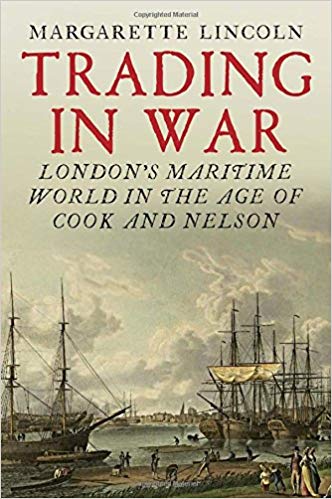 MARGARETTE LINCOLN
TRADING
IN WAR
LONDON'S MARITIME
WORLD IN THE AGE OF
COOK AND NELSON